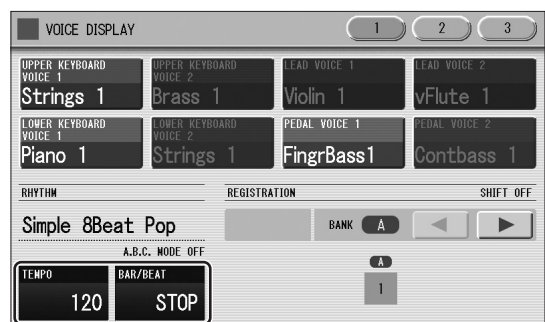 VOICE DISPLAY
1
2
3
UPPER KEYBOARD
VOICE 1
Strings 1
UPPER KEYBOARD
VOICE 2
Brass 1
LEAD VOICE 1
Violin 1
LEAD VOICE 2
vFlute 1
LOWER KEYBOARD
VOICE 1
Piano 1
LOWER KEYBOARD
VOICE 2
Strings 1
PEDAL VOICE 1
FingrBass1
PEDAL VOICE 2
Contbass 1
RHYTHM
REGISTRATION
SHIFT OFF
Simple 8Beat Pop
BANK A
A.B.C. MODE OFF
TEMPO
120
BAR/BEAT
STOP
A
1